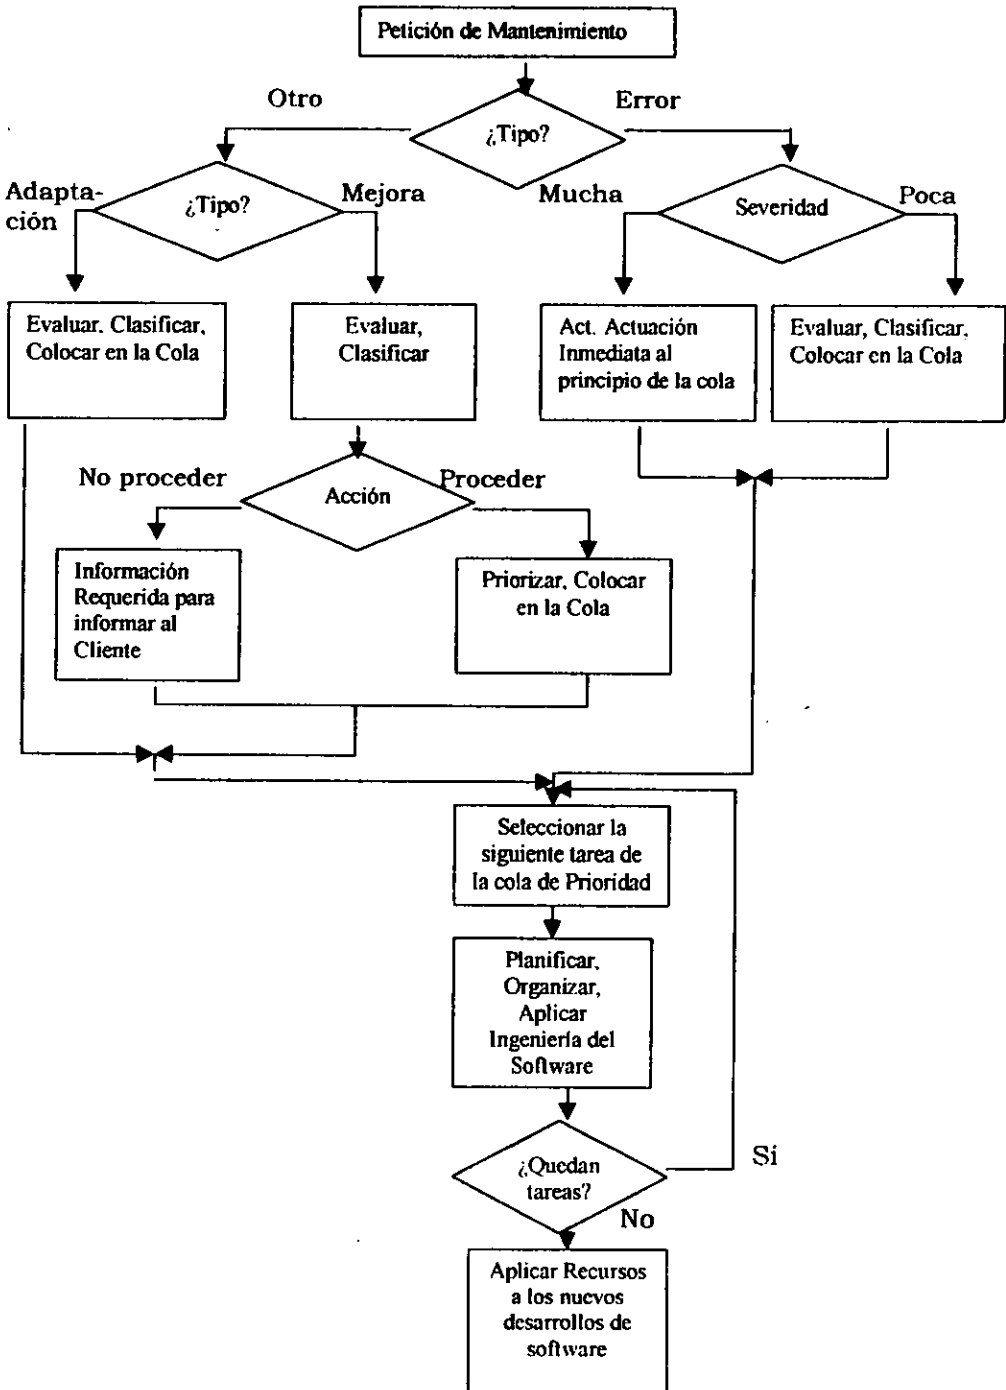 Petición de Mantenimiento
Otro
Error
¿Tipo?
Adapta-
ción
¿Tipo?
Mejora
Mucha
Severidad
Poca
Evaluar. Clasificar,
Colocar en la Cola
Evaluar,
Clasificar
Act. Actuación
Inmediata al
principio de la cola
Evaluar, Clasificar.
Colocar en la Cola
No proceder
Acción
Proceder
Información
Requerida para
informar al
Cliente
Priorizar, Colocar
en la Cola
Seleccionar la
siguiente tarea de
la cola de Prioridad
Planificar,
Organizar,
Aplicar
Ingeniería del
Software
¿Quedan
tareas?
Si
No
Aplicar Recursos
a los nuevos
desarrollos de
software